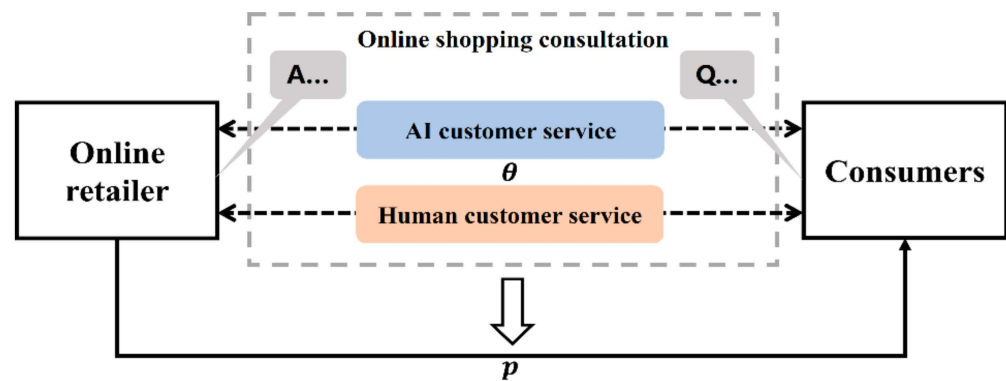 Online shopping consultation
A...
Q...
Online
retailer
AI customer service
θ
Human customer service
Consumers
p